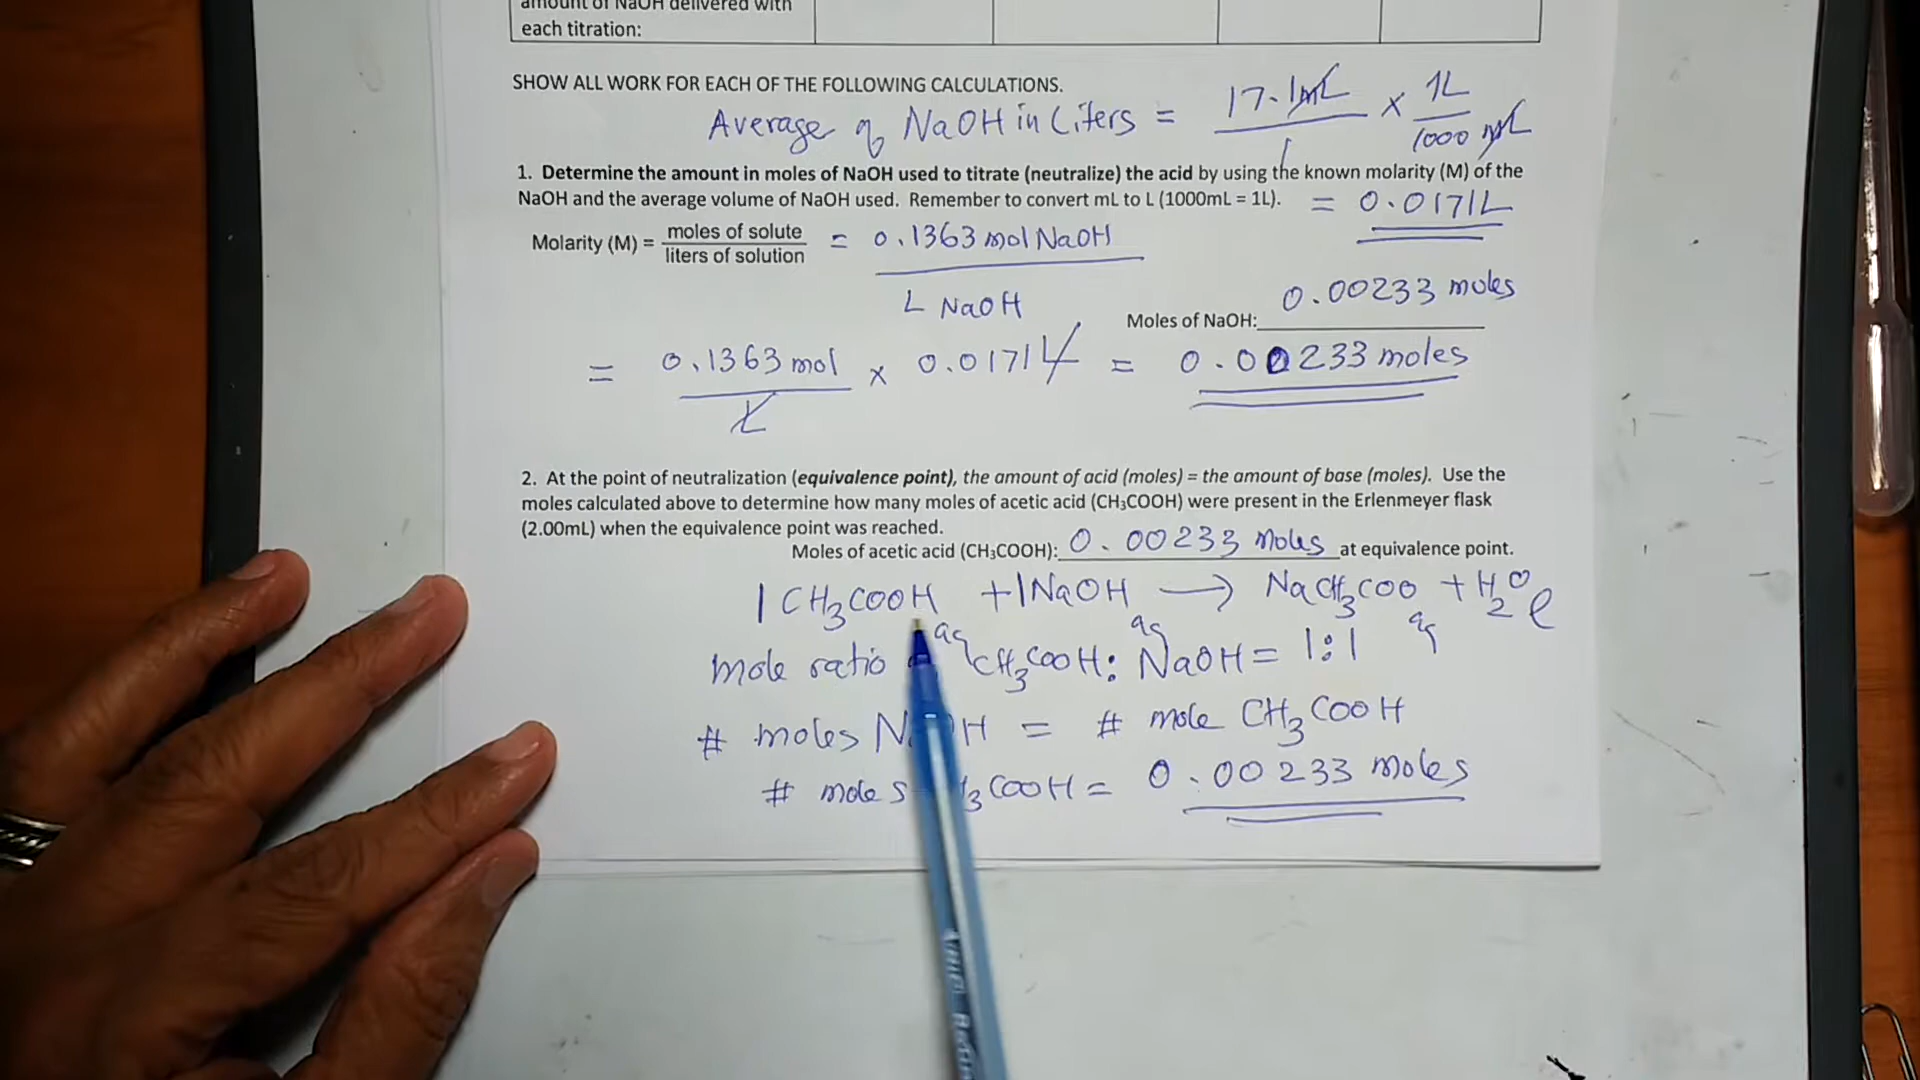 amount of NaOH delivered with
each titration:
SHOW ALL WORK FOR EACH OF THE FOLLOWING CALCULATIONS.
Average of NaOH in Liters = 17.1mL / 1 x 1L / 1000 mL
1. Determine the amount in moles of NaOH used to titrate (neutralize) the acid by using the known molarity (M) of the
NaOH and the average volume of NaOH used. Remember to convert mL to L (1000mL = 1L). = 0.0171L
Molarity (M) = moles of solute / liters of solution = 0.1363 mol NaOH / L NaOH
0.00233 moles
Moles of NaOH:
= 0.1363 mol / L x 0.0171 L = 0.00233 moles
2. At the point of neutralization (equivalence point), the amount of acid (moles) = the amount of base (moles). Use the
moles calculated above to determine how many moles of acetic acid (CH₃COOH) were present in the Erlenmeyer flask
(2.00mL) when the equivalence point was reached.
Moles of acetic acid (CH₃COOH): 0.00233 moles at equivalence point.
1 CH₃COOH aq + 1NaOH aq → NaCH₃COO aq + H₂O l
mole ratio CH₃COOH : NaOH = 1:1
# moles NaOH = # mole CH₃COOH
# moles CH₃COOH = 0.00233 moles